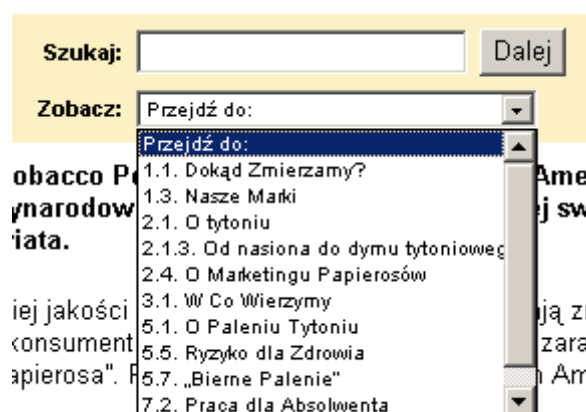 Szukaj: Dalej
Zobacz: Przejdź do:
Przejdź do:
1.1. Dokąd Zmierzamy?
1.3. Nasze Marki
2.1. O tytoniu
2.1.3. Od nasiona do dymu tytonioweg
2.4. O Marketingu Papierosów
3.1. W Co Wierzymy
5.1. O Paleniu Tytoniu
5.5. Ryzyko dla Zdrowia
5.7. „Bierne Palenie"
7.2. Praca dla Absolwenta
obacco P Ame
ynarodow j sw
iata.
iej jakości ją z
konsument zara
apierosa". Am